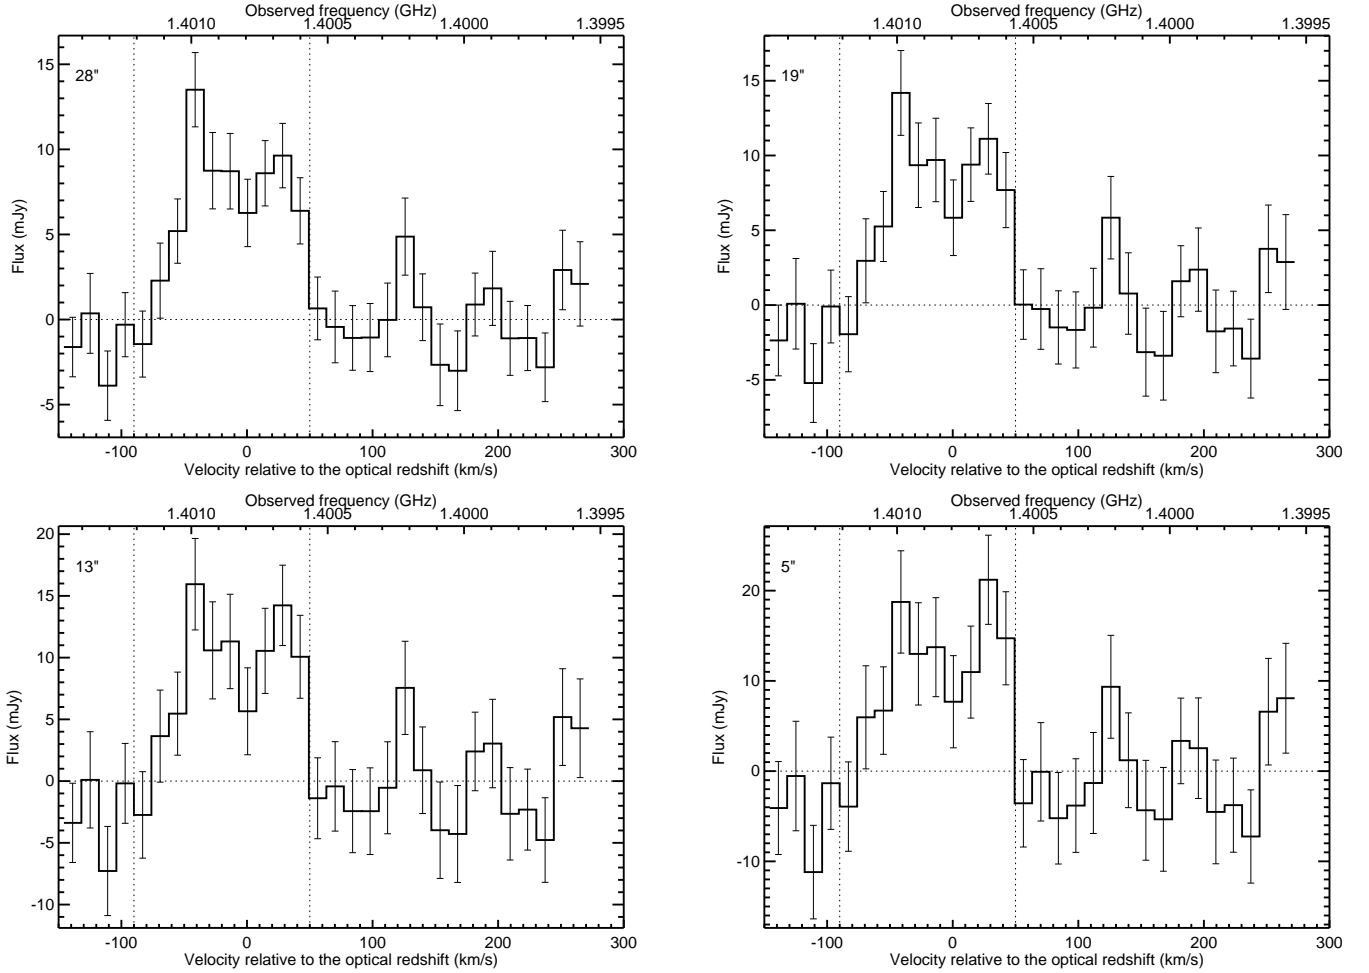 Observed frequency (GHz)
1.4010 1.4005 1.4000 1.3995
28"
15
10
5
0
-5
Flux (mJy)
-100 0 100 200 300
Velocity relative to the optical redshift (km/s)
Observed frequency (GHz)
1.4010 1.4005 1.4000 1.3995
19"
15
10
5
0
-5
Flux (mJy)
-100 0 100 200 300
Velocity relative to the optical redshift (km/s)
Observed frequency (GHz)
1.4010 1.4005 1.4000 1.3995
13"
20
15
10
5
0
-5
-10
Flux (mJy)
-100 0 100 200 300
Velocity relative to the optical redshift (km/s)
Observed frequency (GHz)
1.4010 1.4005 1.4000 1.3995
5"
20
10
0
-10
Flux (mJy)
-100 0 100 200 300
Velocity relative to the optical redshift (km/s)